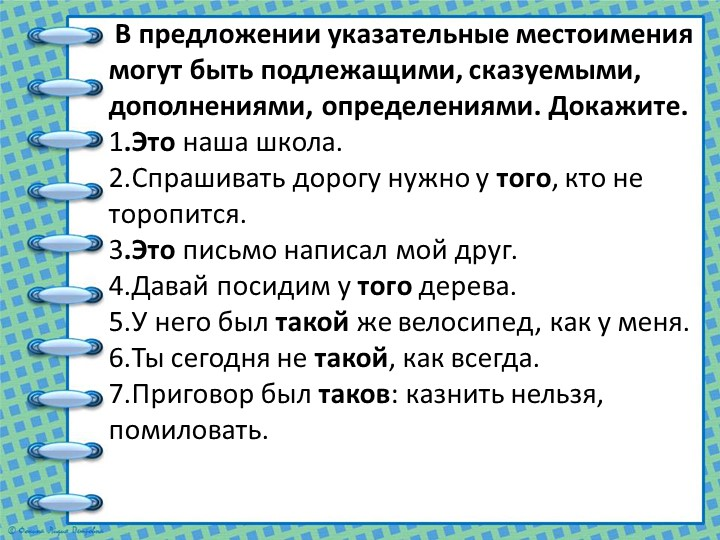 В предложении указательные местоимения
могут быть подлежащими, сказуемыми,
дополнениями, определениями. Докажите.
1.Это наша школа.
2.Спрашивать дорогу нужно у того, кто не
торопится.
3.Это письмо написал мой друг.
4.Давай посидим у того дерева.
5.У него был такой же велосипед, как у меня.
6.Ты сегодня не такой, как всегда.
7.Приговор был таков: казнить нельзя,
помиловать.